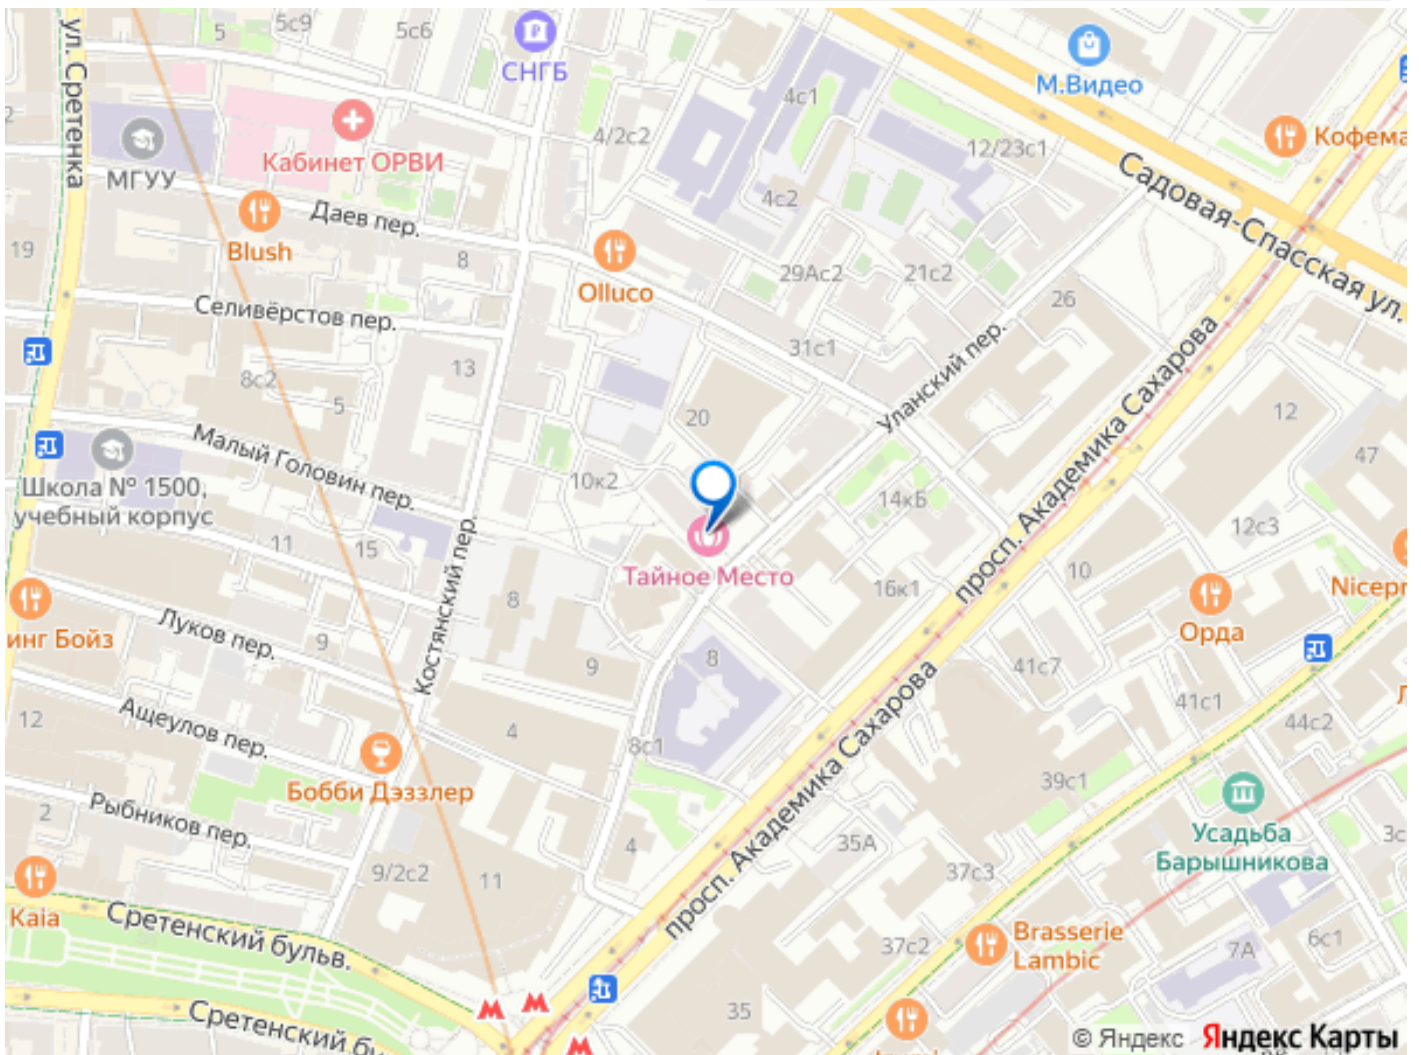 5
5с9
5с6
СНГБ
М.Видео
ул. Сретенка
2
4с1
4/2с2
12/23с1
Кофема
Кабинет ОРВИ
МГУУ
4с2
Садовая-Спасская ул.
Даев пер.
19
Blush
8
Olluco
29Ас2
21с2
26
Селивёрстов пер.
31с1
Уланский пер.
13
8с2
5
20
12
просп. Академика Сахарова
Малый Головин пер.
47
Школа № 1500,
учебный корпус
10к2
14кБ
12с3
11
15
Костянский пер.
Тайное Место
16к1
10
Nicepr
8
Орда
инг Бойз
Луков пер.
9
9
8
41с7
41с1
12
Ащеулов пер.
4
8с1
44с2
просп. Академика Сахарова
Бобби Дэззлер
39с1
2
Рыбников пер.
4
35А
Усадьба
Барышникова
3с
9/2с2
11
37с3
Kaia
Сретенский бульв.
37с2
Brasserie
Lambic
7А
6с1
Сретенский бу
35
© Яндекс Яндекс Карты